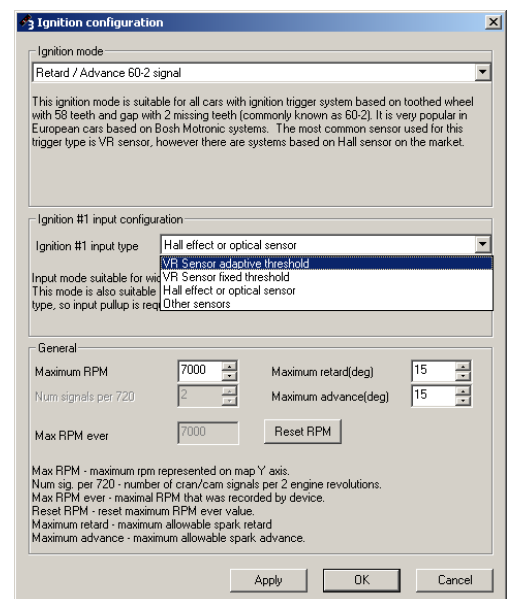 Ignition configuration
Ignition mode
Retard / Advance 60-2 signal
This ignition mode is suitable for all cars with ignition trigger system based on toothed wheel
with 58 teeth and gap with 2 missing teeth (commonly known as 60-2). It is very popular in
European cars based on Bosh Motronic systems. The most common sensor used for this
trigger type is VR sensor, however there are systems based on Hall sensor on the market.
Ignition #1 input configuration
Ignition #1 input type Hall effect or optical sensor
VR Sensor adaptive threshold
Input mode suitable for VR Sensor fixed threshold
This mode is also suitable Hall effect or optical sensor
type, so input pullup is Other sensors
General
Maximum RPM 7000 Maximum retard(deg) 15
Num signals per 720 2 Maximum advance(deg) 15
Max RPM ever 7000 Reset RPM
Max RPM - maximum rpm represented on map Y axis.
Num sig. per 720 - number of cran/cam signals per 2 engine revolutions.
Max RPM ever - maximal RPM that was recorded by device.
Reset RPM - reset maximum RPM ever value.
Maximum retard - maximum allowable spark retard
Maximum advance - maximum allowable spark advance.
Apply OK Cancel